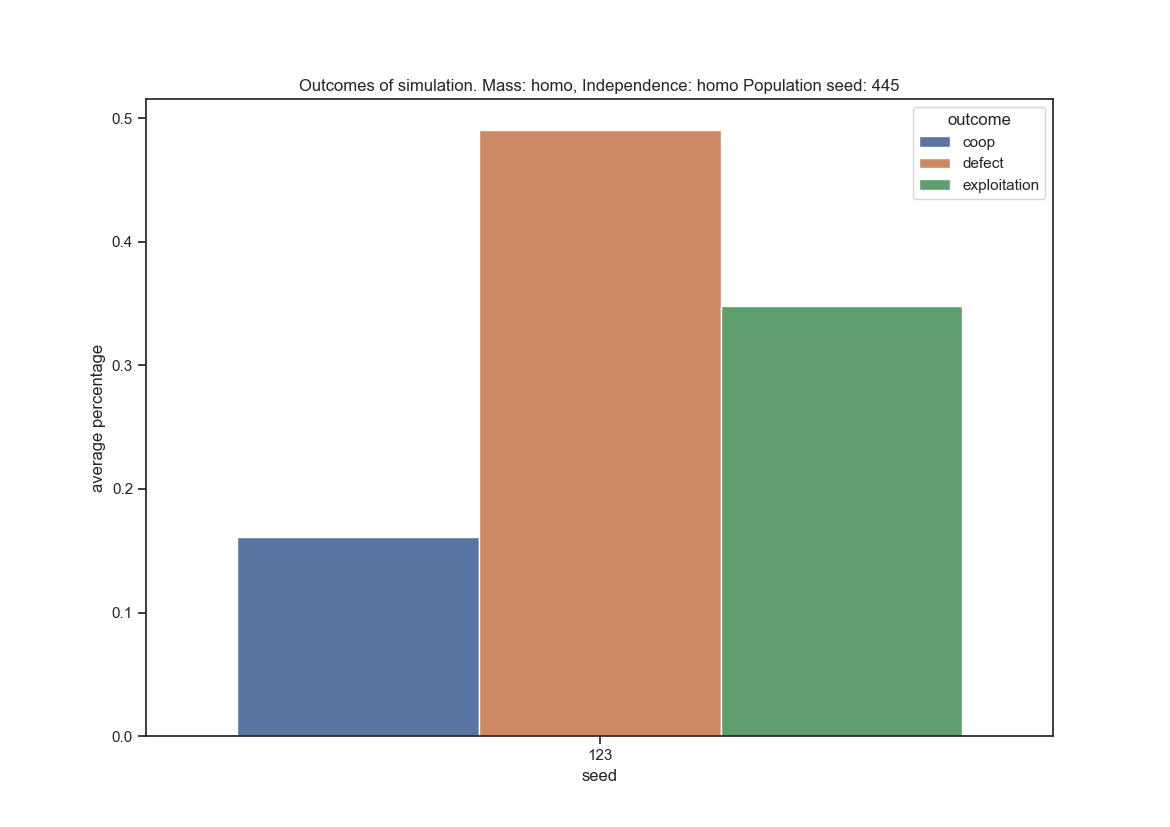 Outcomes of simulation. Mass: homo, Independence: homo Population seed: 445
outcome
coop
defect
exploitation
average percentage
0.5
0.4
0.3
0.2
0.1
0.0
123
seed